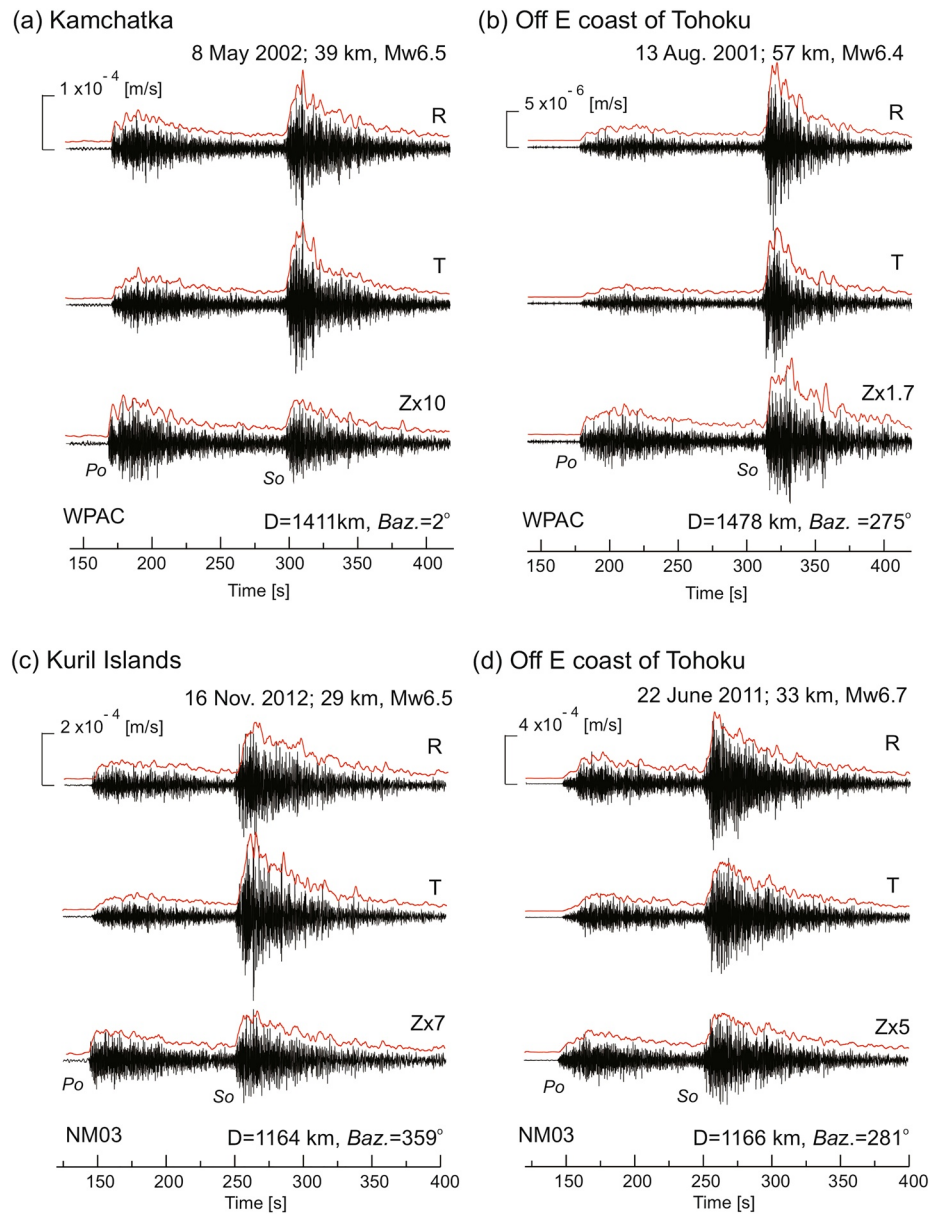 (a) Kamchatka
8 May 2002; 39 km, Mw6.5
1 x10⁻⁴ [m/s]
R
T
Zx10
Po
So
WPAC
D=1411km, Baz.=2°
150 200 250 300 350 400
Time [s]
(b) Off E coast of Tohoku
13 Aug. 2001; 57 km, Mw6.4
5 x10⁻⁶ [m/s]
R
T
Zx1.7
Po
So
WPAC
D=1478 km, Baz. =275°
150 200 250 300 350 400
Time [s]
(c) Kuril Islands
16 Nov. 2012; 29 km, Mw6.5
2 x10⁻⁴ [m/s]
R
T
Zx7
Po
So
NM03
D=1164 km, Baz.=359°
150 200 250 300 350 400
Time [s]
(d) Off E coast of Tohoku
22 June 2011; 33 km, Mw6.7
4 x10⁻⁴ [m/s]
R
T
Zx5
Po
So
NM03
D=1166 km, Baz.=281°
150 200 250 300 350 400
Time [s]